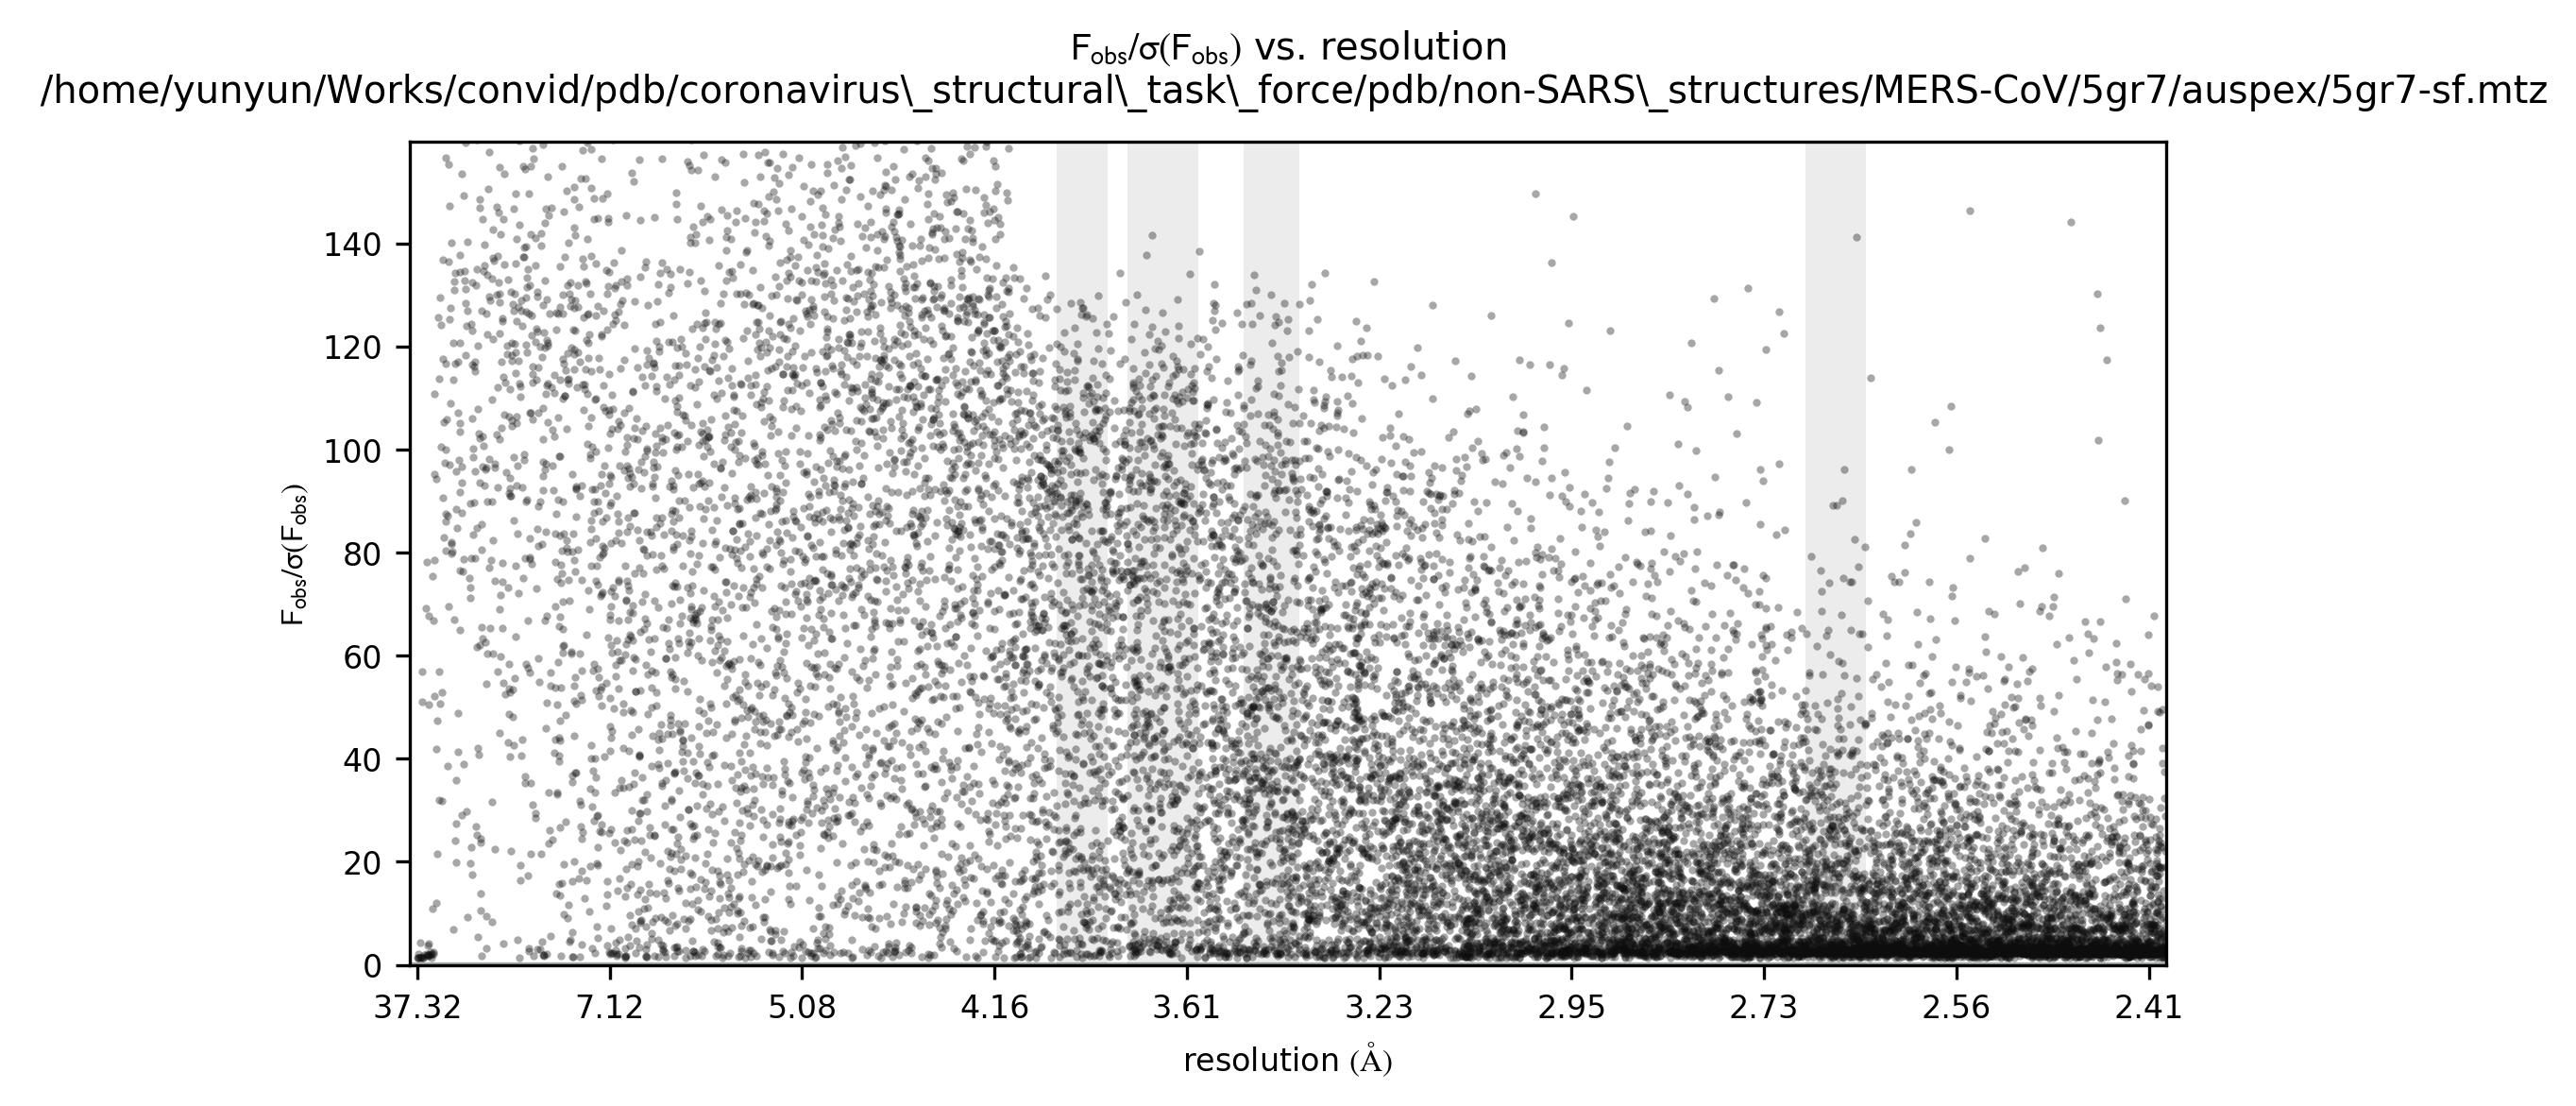 Fobs/σ(Fobs) vs. resolution
/home/yunyun/Works/convid/pdb/coronavirus\_structural\_task\_force/pdb/non-SARS\_structures/MERS-CoV/5gr7/auspex/5gr7-sf.mtz
140
120
100
80
60
40
20
0
Fobs/σ(Fobs)
37.32 7.12 5.08 4.16 3.61 3.23 2.95 2.73 2.56 2.41
resolution (Å)